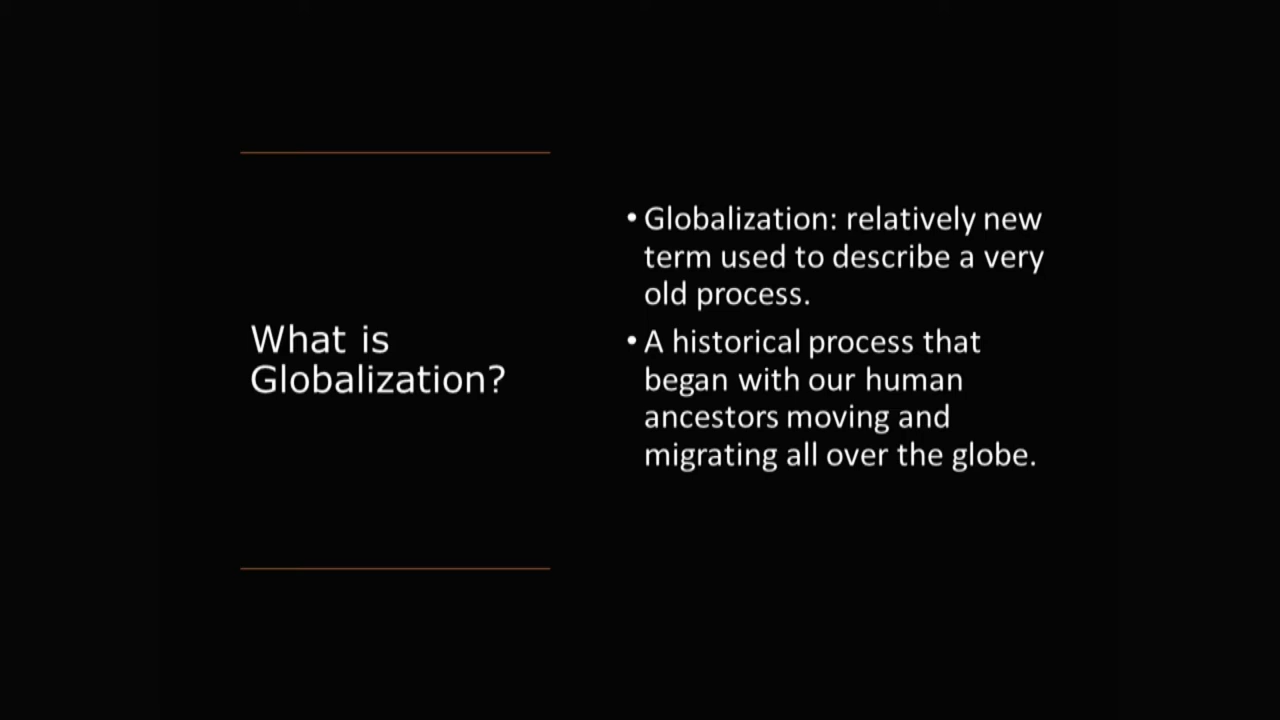 What is
Globalization?
• Globalization: relatively new
term used to describe a very
old process.
• A historical process that
began with our human
ancestors moving and
migrating all over the globe.